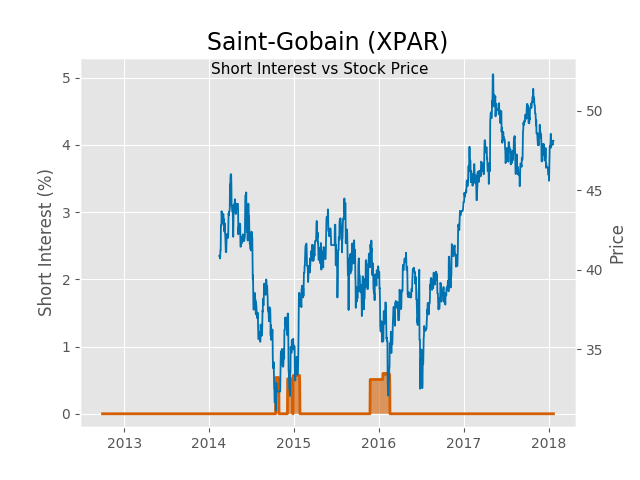 Saint-Gobain (XPAR)
Short Interest vs Stock Price
Short Interest (%)
5
4
3
2
1
0
50
45
40
35
Price
2013 2014 2015 2016 2017 2018